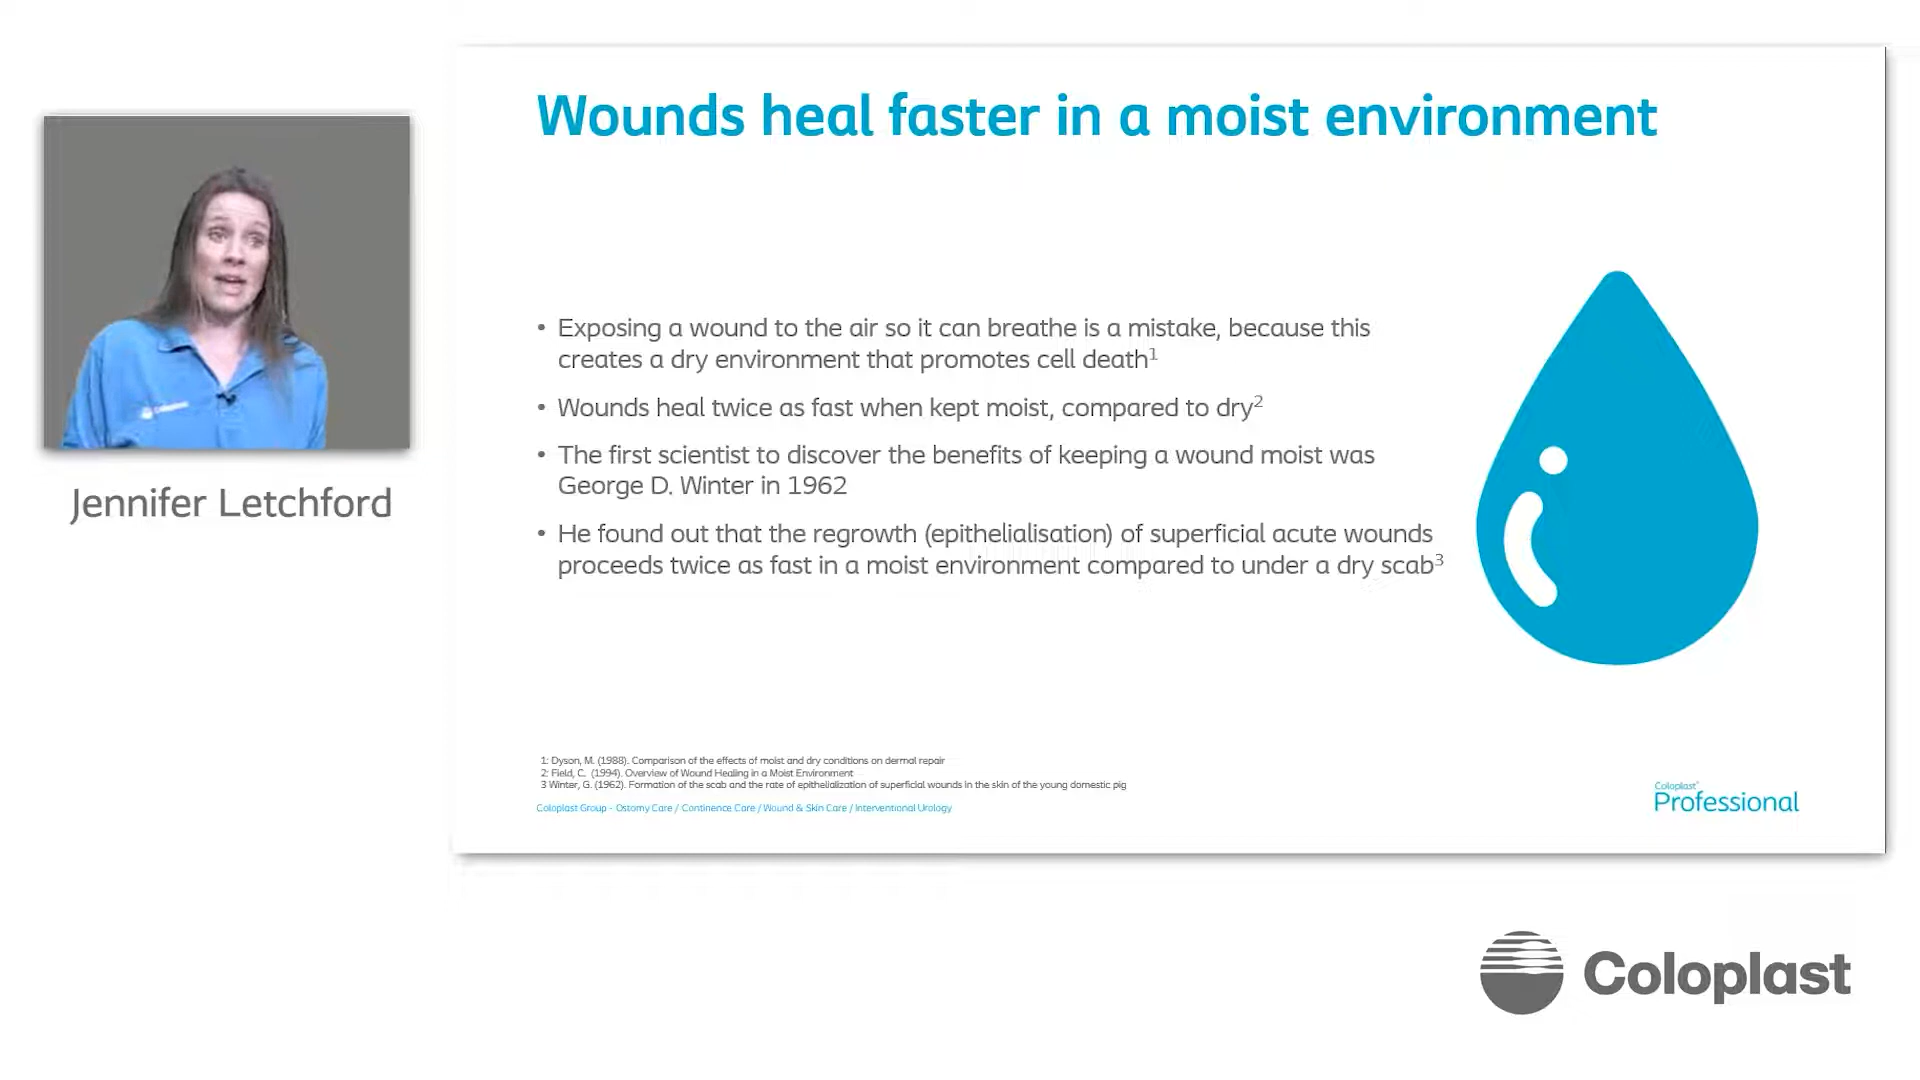 Wounds heal faster in a moist environment
• Exposing a wound to the air so it can breathe is a mistake, because this
creates a dry environment that promotes cell death1
• Wounds heal twice as fast when kept moist, compared to dry2
• The first scientist to discover the benefits of keeping a wound moist was
George D. Winter in 1962
• He found out that the regrowth (epithelialisation) of superficial acute wounds
proceeds twice as fast in a moist environment compared to under a dry scab3
Jennifer Letchford
1: Dyson, M. (1988). Comparison of the effects of moist and dry conditions on dermal repair
2: Field, C. (1994). Overview of Wound Healing in a Moist Environment
3 Winter, G. (1962). Formation of the scab and the rate of epithelialization of superficial wounds in the skin of the young domestic pig
Coloplast Group - Ostomy Care / Continence Care / Wound & Skin Care / Interventional Urology
Coloplast®
Professional
Coloplast